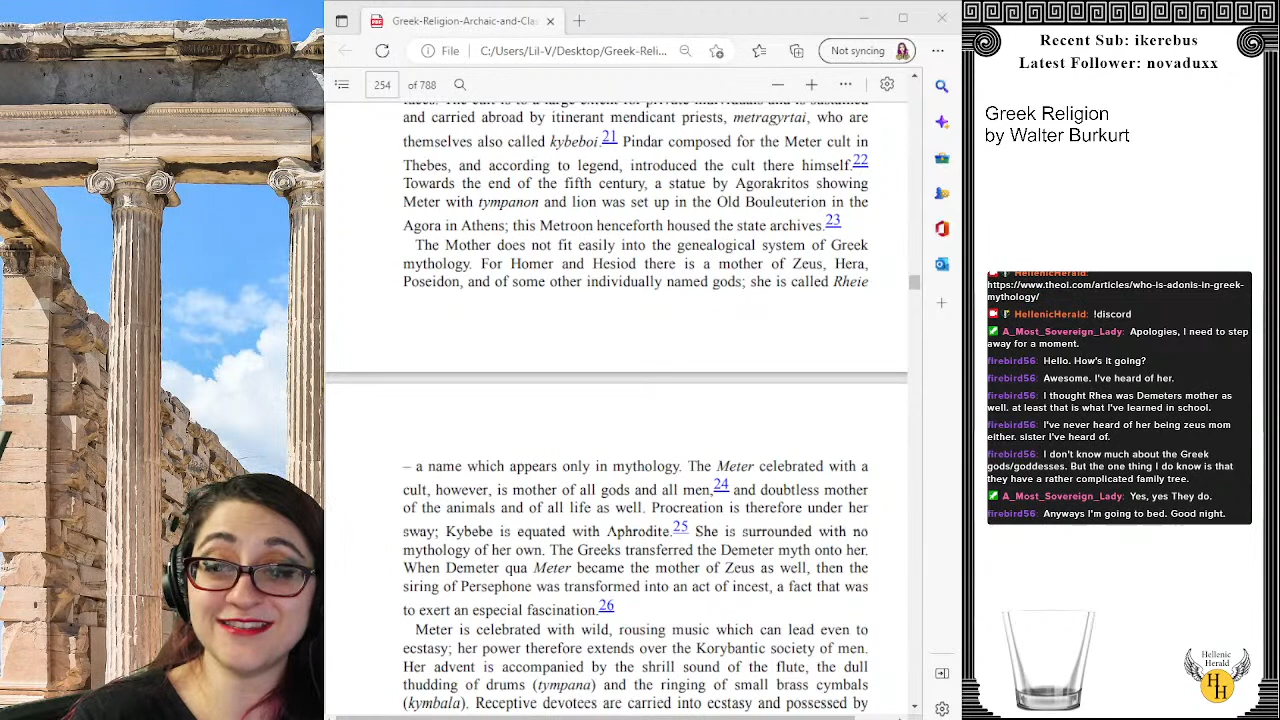 Greek-Religion-Archaic-and-Cla
Not syncing
File
C:/Users/Lil-V/Desktop/Greek-Reli...
254
of 788
faces. The cult is to a large extent for private individuals and is sustained
and carried abroad by itinerant mendicant priests, metragyrtai, who are
themselves also called kybeboi.21 Pindar composed for the Meter cult in
Thebes, and according to legend, introduced the cult there himself.22
Towards the end of the fifth century, a statue by Agorakritos showing
Meter with tympanon and lion was set up in the Old Bouleuterion in the
Agora in Athens; this Metroon henceforth housed the state archives.23
The Mother does not fit easily into the genealogical system of Greek
mythology. For Homer and Hesiod there is a mother of Zeus, Hera,
Poseidon, and of some other individually named gods; she is called Rheie
– a name which appears only in mythology. The Meter celebrated with a
cult, however, is mother of all gods and all men,24 and doubtless mother
of the animals and of all life as well. Procreation is therefore under her
sway; Kybebe is equated with Aphrodite.25 She is surrounded with no
mythology of her own. The Greeks transferred the Demeter myth onto her.
When Demeter qua Meter became the mother of Zeus as well, then the
siring of Persephone was transformed into an act of incest, a fact that was
to exert an especial fascination.26
Meter is celebrated with wild, rousing music which can lead even to
ecstasy; her power therefore extends over the Korybantic society of men.
Her advent is accompanied by the shrill sound of the flute, the dull
thudding of drums (tympana) and the ringing of small brass cymbals
(kymbala). Receptive devotees are carried into ecstasy and possessed by
Recent Sub: ikerebus
Latest Follower: novaduxx
Greek Religion
by Walter Burkurt
HellenicHerald:
https://www.theoi.com/articles/who-is-adonis-in-greek-
mythology/
HellenicHerald: !discord
A_Most_Sovereign_Lady: Apologies, I need to step
away for a moment.
firebird56: Hello. How's it going?
firebird56: Awesome. I've heard of her.
firebird56: I thought Rhea was Demeters mother as
well. at least that is what I've learned in school.
firebird56: I've never heard of her being zeus mom
either. sister I've heard of.
firebird56: I don't know much about the Greek
gods/goddesses. But the one thing I do know is that
they have a rather complicated family tree.
A_Most_Sovereign_Lady: Yes, yes They do.
firebird56: Anyways I'm going to bed. Good night.
Hellenic
Herald
HH